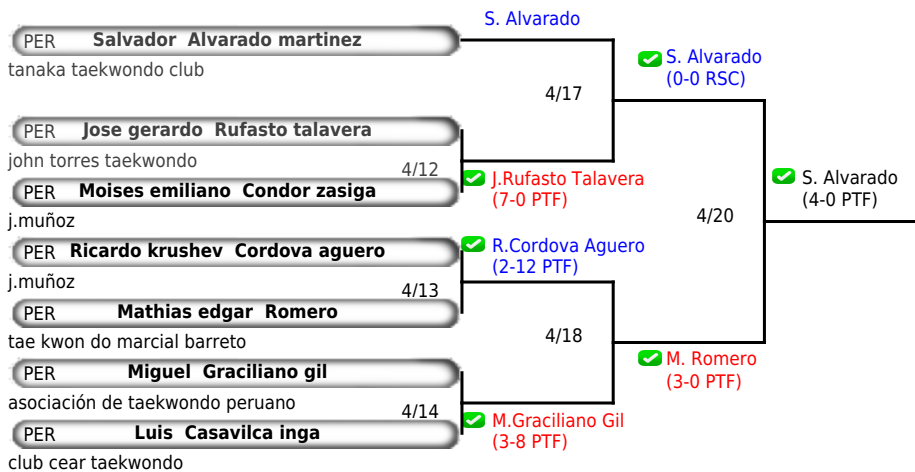 S. Alvarado
PER Salvador Alvarado martinez
tanaka taekwondo club
S. Alvarado
(0-0 RSC)
4/17
PER Jose gerardo Rufasto talavera
john torres taekwondo
4/12
J.Rufasto Talavera
(7-0 PTF)
PER Moises emiliano Condor zasiga
j.muñoz
S. Alvarado
(4-0 PTF)
4/20
PER Ricardo krushev Cordova aguero
j.muñoz
R.Cordova Aguero
(2-12 PTF)
4/13
PER Mathias edgar Romero
tae kwon do marcial barreto
4/18
M. Romero
(3-0 PTF)
PER Miguel Graciliano gil
asociación de taekwondo peruano
4/14
M.Graciliano Gil
(3-8 PTF)
PER Luis Casavilca inga
club cear taekwondo